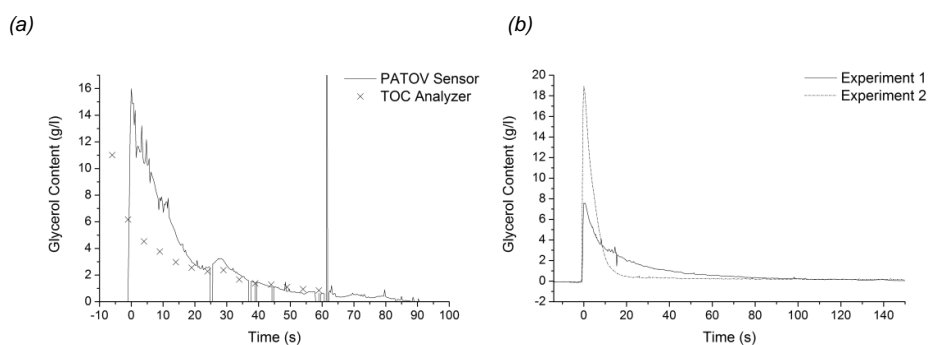 (a)
PATOV Sensor
TOC Analyzer
Glycerol Content (g/l)
16
14
12
10
8
6
4
2
0
-10 0 10 20 30 40 50 60 70 80 90 100
Time (s)
(b)
Experiment 1
Experiment 2
Glycerol Content (g/l)
20
18
16
14
12
10
8
6
4
2
0
-2
0 20 40 60 80 100 120 140
Time (s)